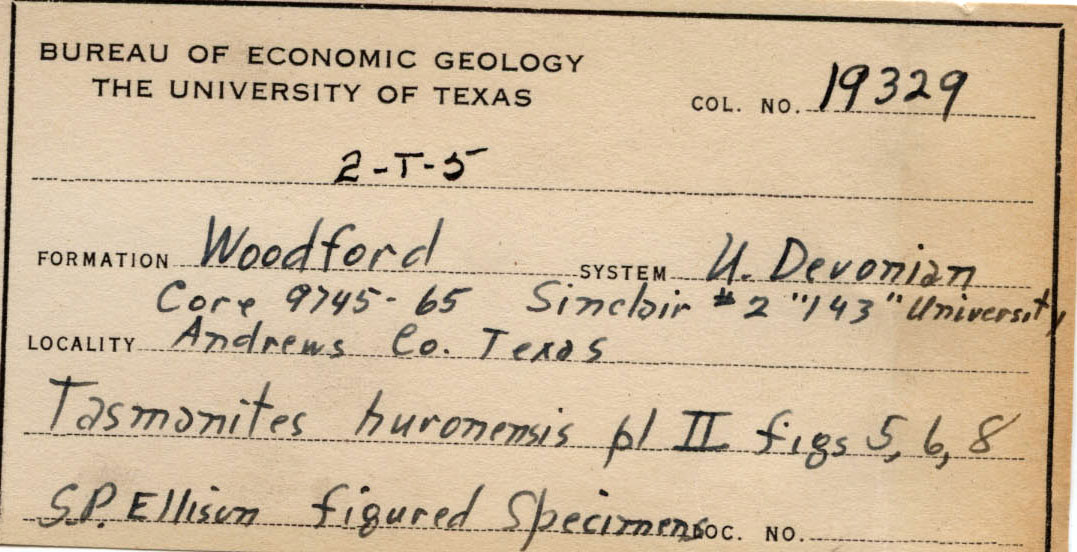 BUREAU OF ECONOMIC GEOLOGY
THE UNIVERSITY OF TEXAS
COL. NO. 19329
2-T-5
FORMATION Woodford SYSTEM U. Devonian
Core 9745-65 Sinclair #2 "143" University
LOCALITY Andrews Co. Texas
Tasmanites huronensis pl II figs 5, 6, 8
S.P. Ellison figured Specimens LOC. NO.